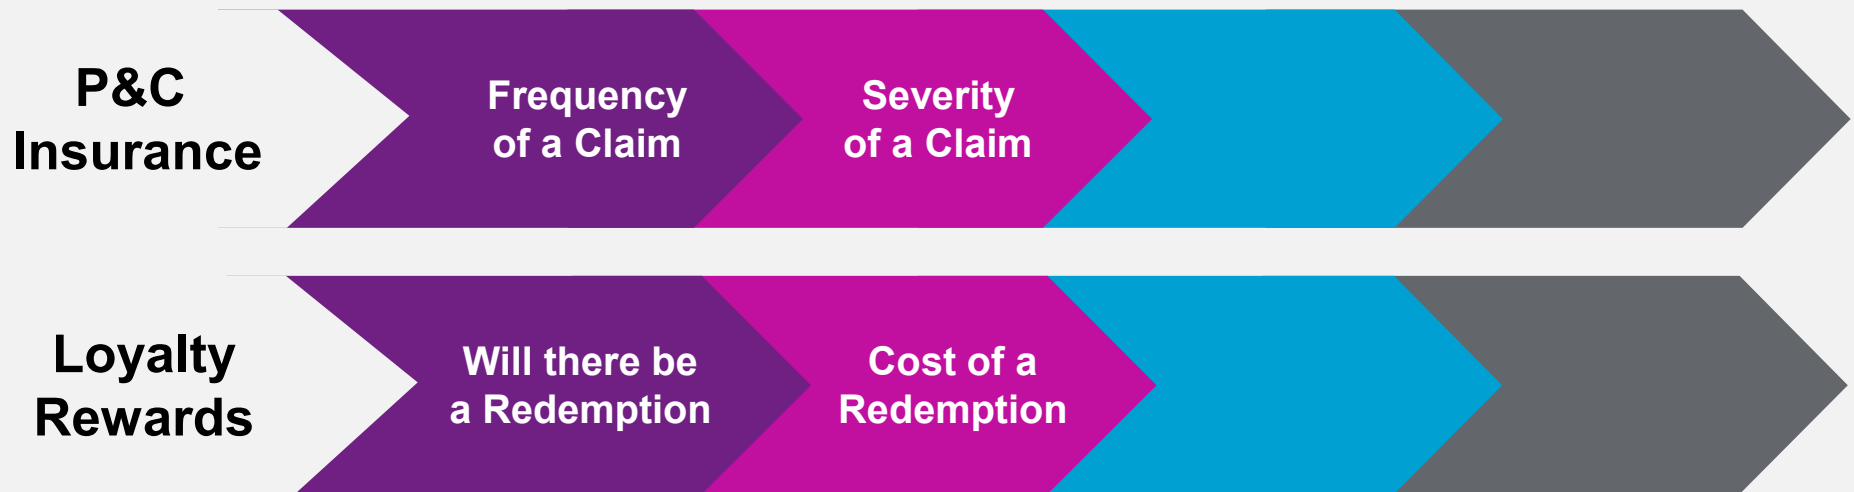 P&C
Insurance
Frequency
of a Claim
Severity
of a Claim
Loyalty
Rewards
Will there be
a Redemption
Cost of a
Redemption